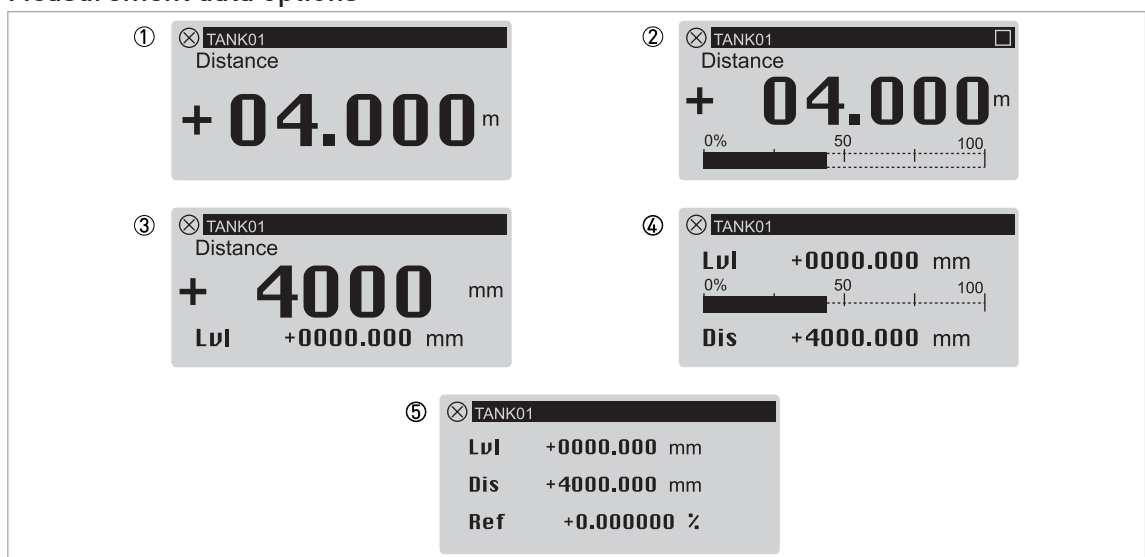 Measurement data options
① TANK01
Distance
+ 04.000 m
② TANK01
Distance
+ 04.000 m
0% 50 100
③ TANK01
Distance
+ 4000 mm
Lvl +0000.000 mm
④ TANK01
Lvl +0000.000 mm
0% 50 100
Dis +4000.000 mm
⑤ TANK01
Lvl +0000.000 mm
Dis +4000.000 mm
Ref +0.000000 %